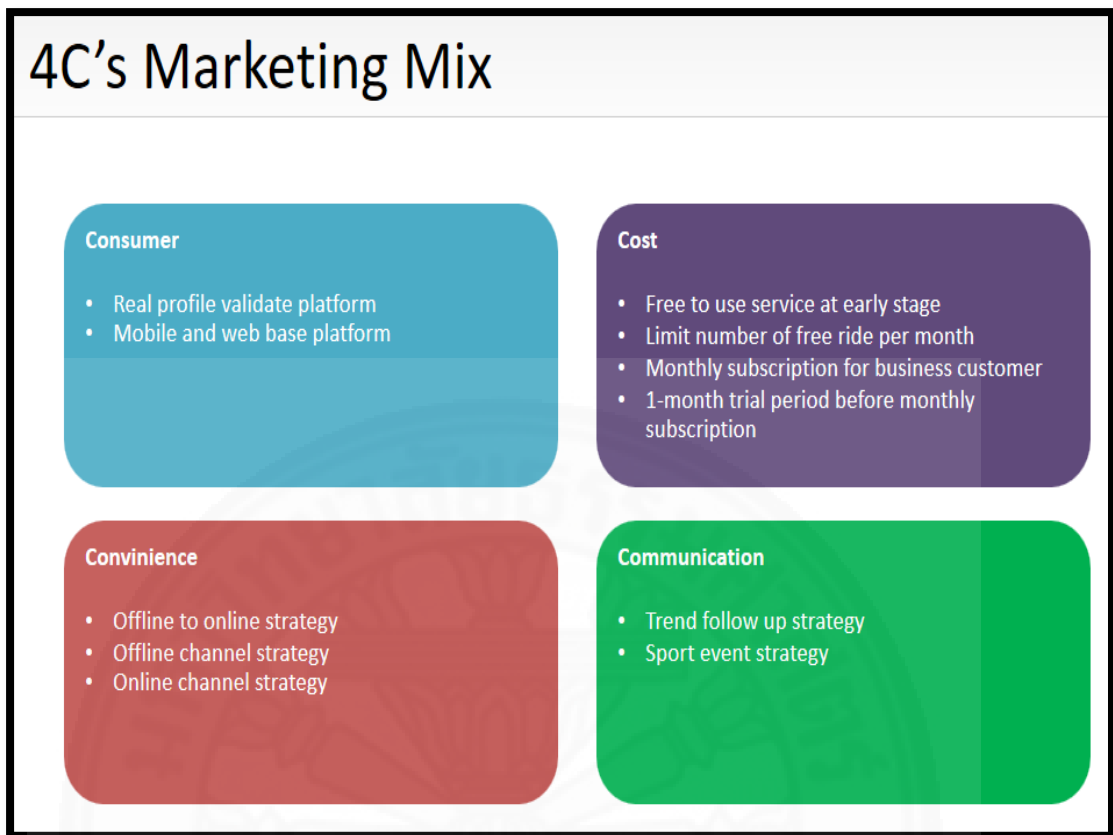 4C’s Marketing Mix
Consumer
• Real profile validate platform
• Mobile and web base platform
Cost
• Free to use service at early stage
• Limit number of free ride per month
• Monthly subscription for business customer
• 1-month trial period before monthly
subscription
Convinience
• Offline to online strategy
• Offline channel strategy
• Online channel strategy
Communication
• Trend follow up strategy
• Sport event strategy